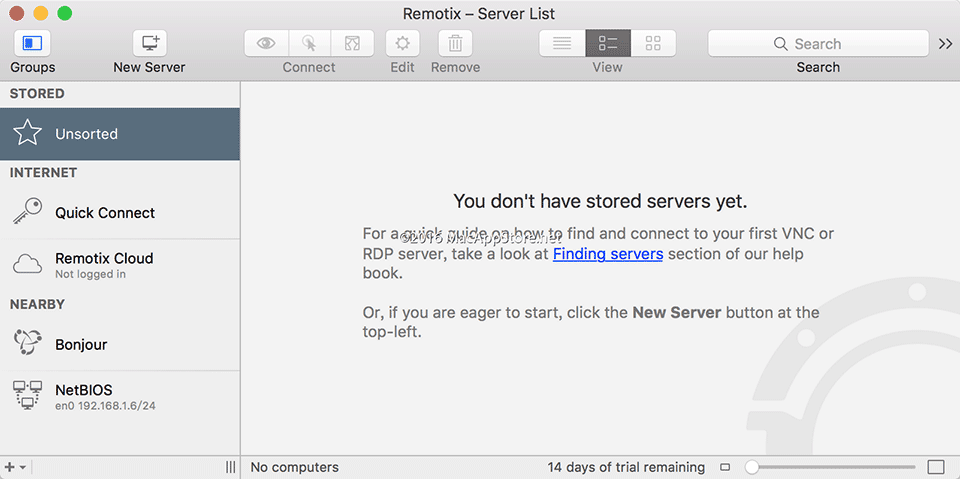 Remotix – Server List
Groups
New Server
Connect
Edit
Remove
View
Search
Search
STORED
Unsorted
INTERNET
Quick Connect
Remotix Cloud
Not logged in
NEARBY
Bonjour
NetBIOS
en0 192.168.1.6/24
You don't have stored servers yet.
For a quick guide on how to find and connect to your first VNC or
RDP server, take a look at Finding servers section of our help
book.
©2016 MacAppStore.net
Or, if you are eager to start, click the New Server button at the
top-left.
No computers
14 days of trial remaining